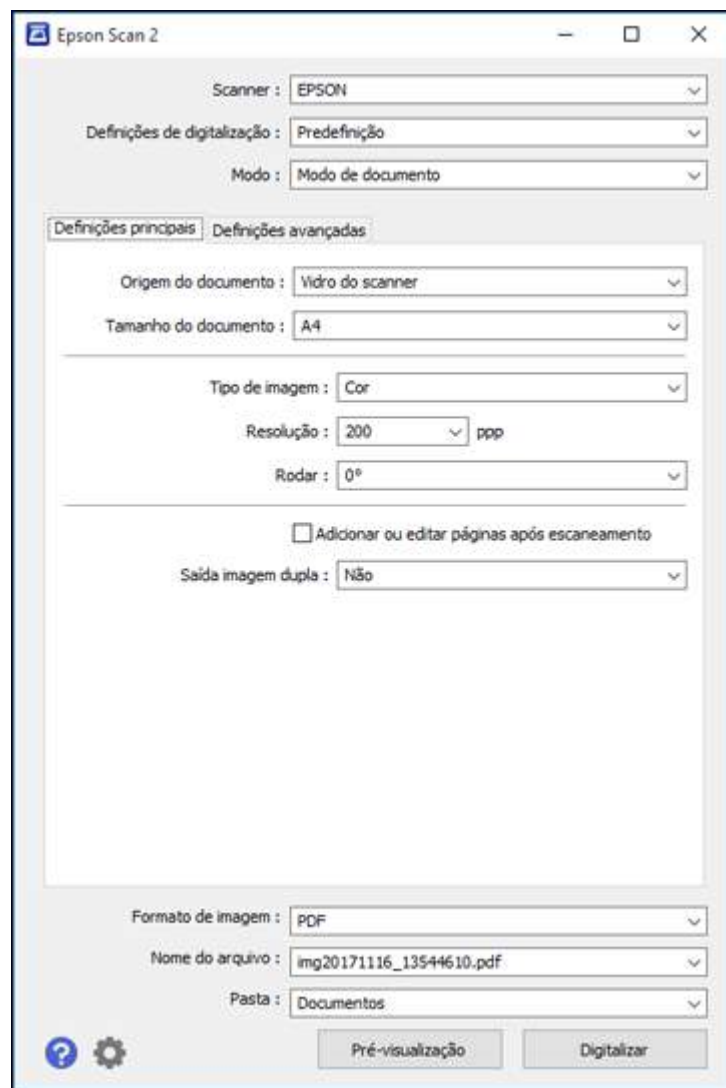 Epson Scan 2
Scanner : EPSON
Definições de digitalização : Predefinição
Modo : Modo de documento
Definições principais Definições avançadas
Origem do documento : Vidro do scanner
Tamanho do documento : A4
Tipo de imagem : Cor
Resolução : 200 ppp
Rodar : 0°
Adicionar ou editar páginas após escaneamento
Saída imagem dupla : Não
Formato de imagem : PDF
Nome do arquivo : img20171116_13544610.pdf
Pasta : Documentos
? Pré-visualização Digitalizar